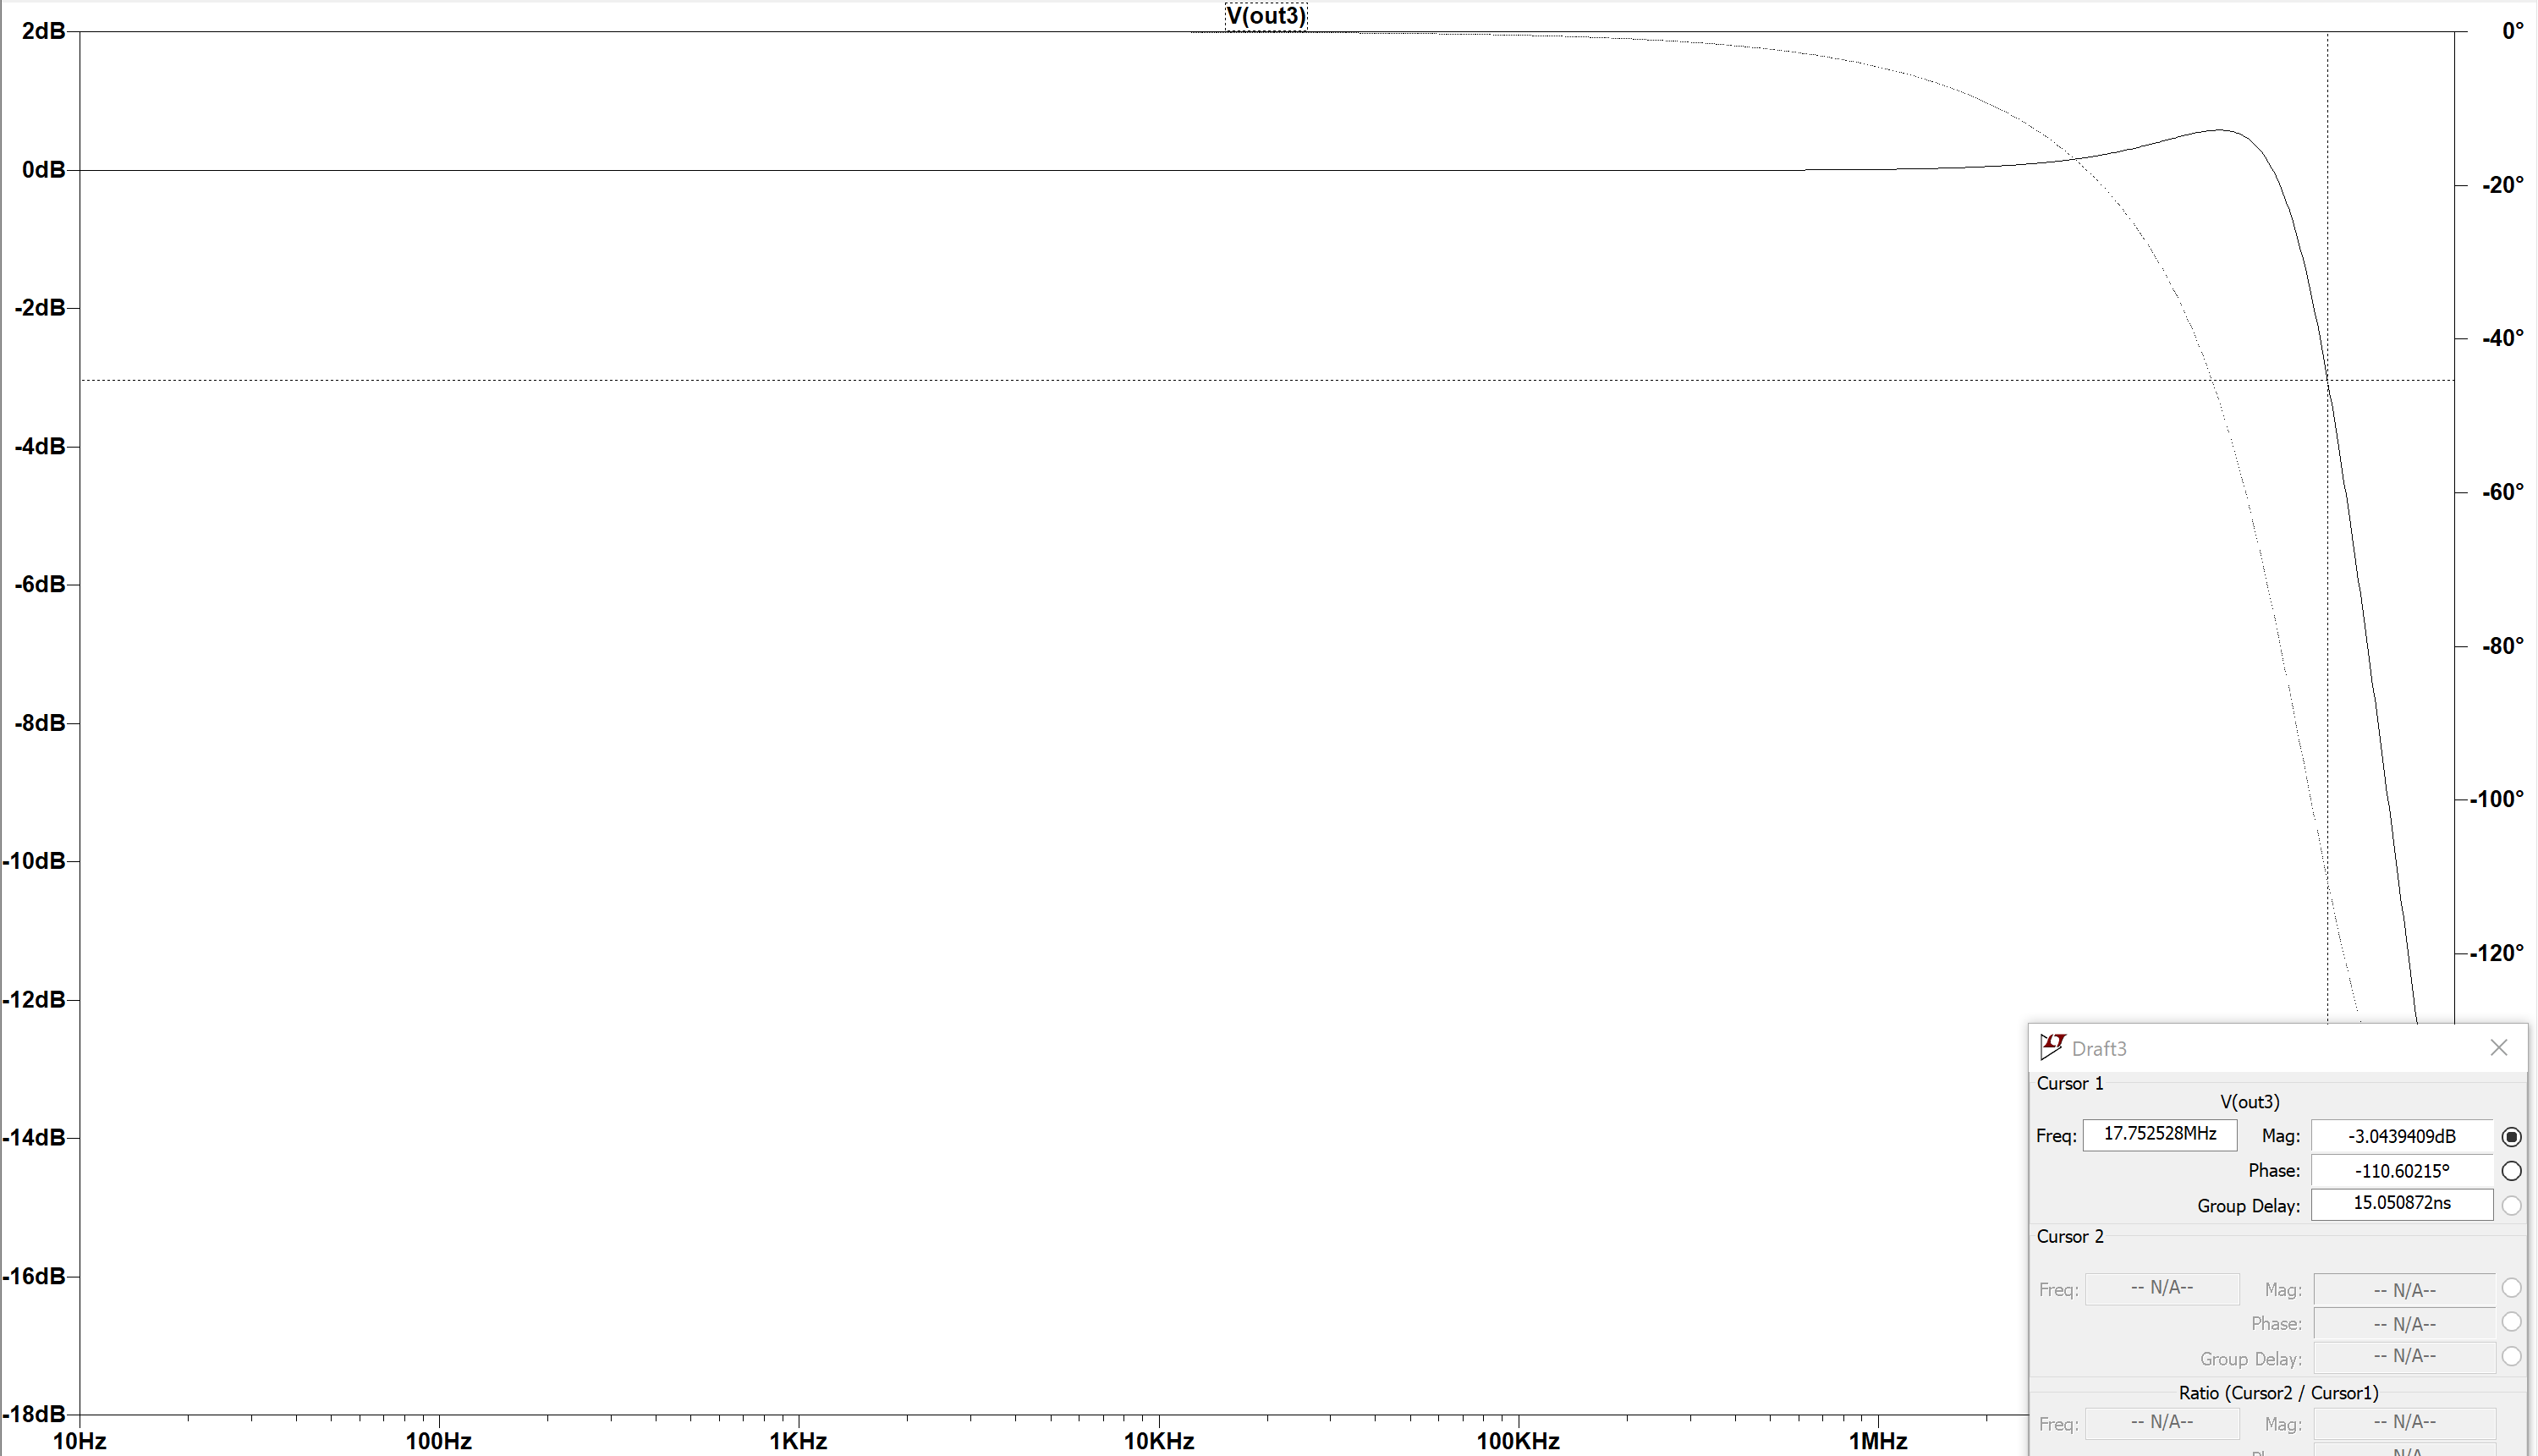 V(out3)
2dB
0dB
-2dB
-4dB
-6dB
-8dB
-10dB
-12dB
-14dB
-16dB
-18dB
0°
-20°
-40°
-60°
-80°
-100°
-120°
10Hz 100Hz 1KHz 10KHz 100KHz 1MHz
Draft3
Cursor 1
V(out3)
Freq: 17.752528MHz Mag: -3.0439409dB
Phase: -110.60215°
Group Delay: 15.050872ns
Cursor 2
Freq: -- N/A-- Mag: -- N/A--
Phase: -- N/A--
Group Delay: -- N/A--
Ratio (Cursor2 / Cursor1)
Freq: -- N/A-- Mag: -- N/A--